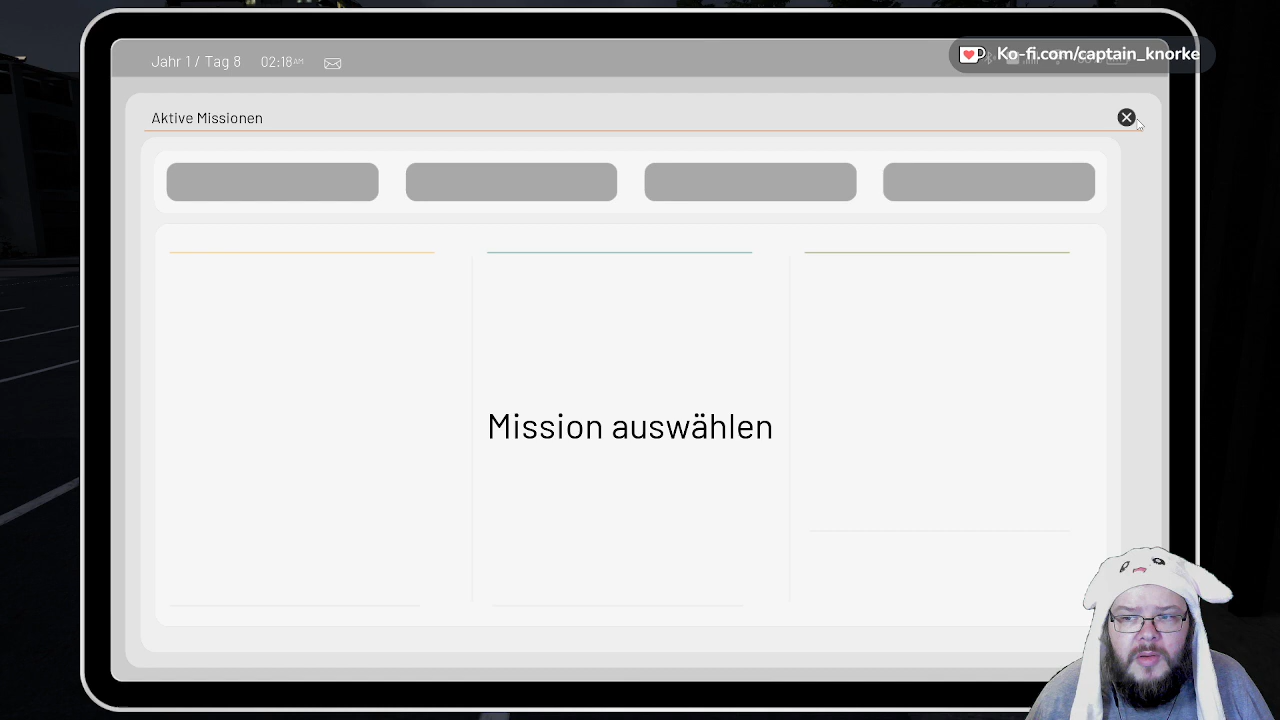 Jahr 1 / Tag 8 02:18AM
Ko-fi.com/captain_knorke
Aktive Missionen
Mission auswählen